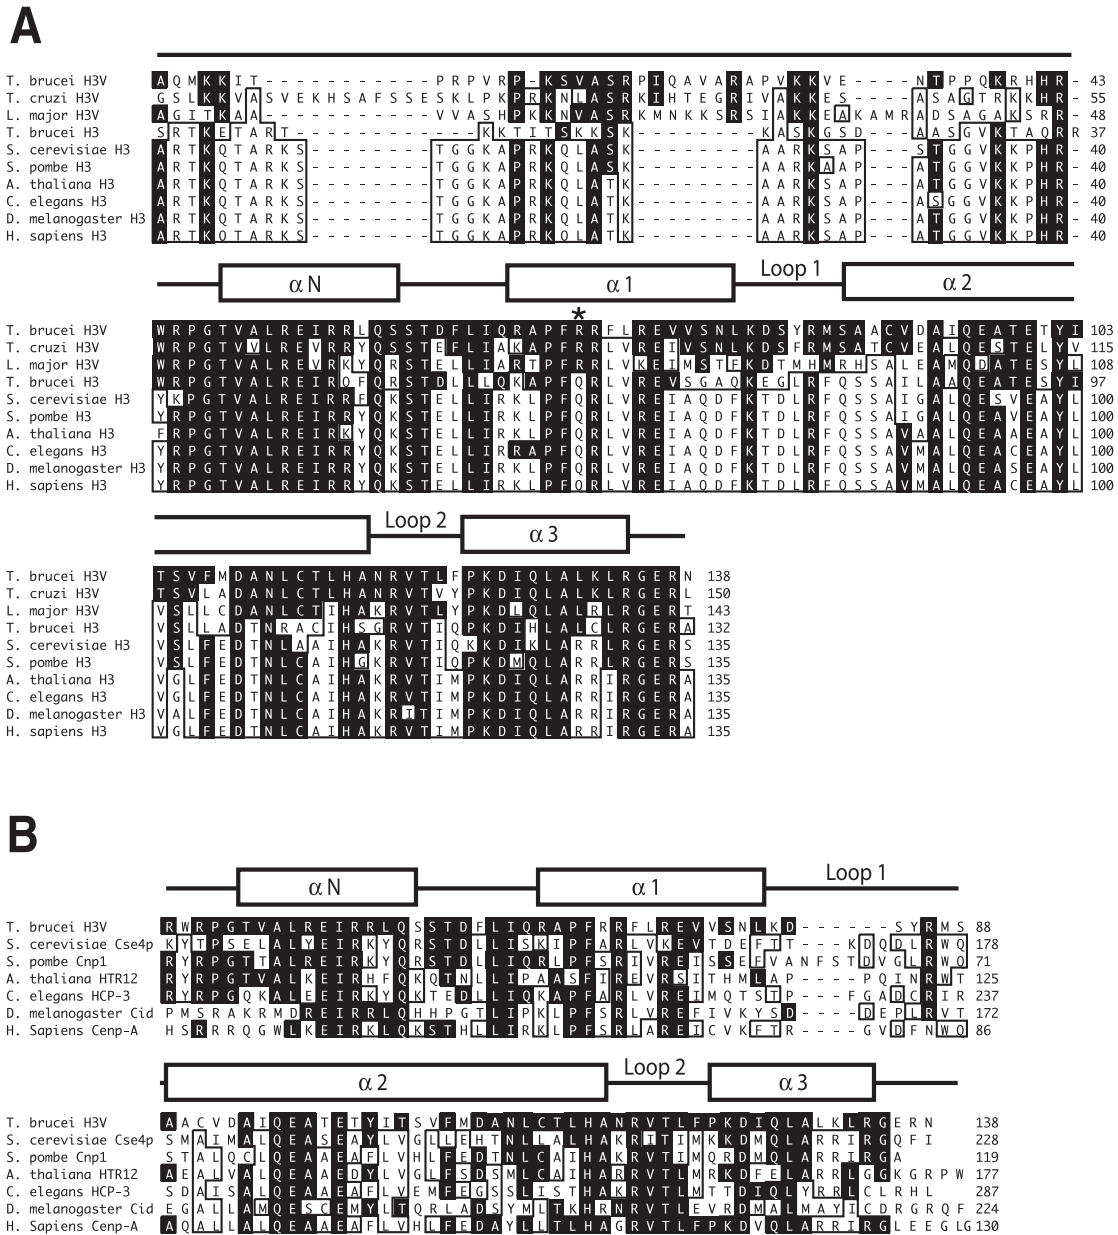 A
T. brucei H3V AQMKKIT-----------PRPVRP-KSVASRPIQAVARAPVKKVE----NTPPQKRHHR- 43
T. cruzi H3V GSLKKVASVEKHSAFSSESKLPKPRKNLASRKIHTEGRIVAKKES----ASAGTRKKHR- 55
L. major H3V AGITKAA-----------VVASHPKKNVASRKMNKKSRSIAKKEAKAMRADSAGAKSRR- 48
T. brucei H3 SRTKETART------------KKTITSKKSK--------KASKGSD---AASGVKTAQRR 37
S. cerevisiae H3 ARTKQTARKS--------TGGKAPRKQLASK--------AARKSAP---STGGVKKPHR- 40
S. pombe H3 ARTKQTARKS--------TGGKAPRKQLASK--------AARKAAP---ATGGVKKPHR- 40
A. thaliana H3 ARTKQTARKS--------TGGKAPRKQLATK--------AARKSAP---ATGGVKKPHR- 40
C. elegans H3 ARTKQTARKS--------TGGKAPRKQLATK--------AARKSAP---ASGGVKKPHR- 40
D. melanogaster H3 ARTKQTARKS--------TGGKAPRKQLATK--------AARKSAP---ATGGVKKPHR- 40
H. sapiens H3 ARTKQTARKS--------TGGKAPRKQLATK--------AARKSAP---ATGGVKKPHR- 40
αN α1 Loop 1 α2
*
T. brucei H3V WRPGTVALREIRRLQSSTDFLIQRAPFRRFLREVVSNLKDSYRMSAACVDAIQEATETYI 103
T. cruzi H3V WRPGTVVLREVRRLQSSTEFLIAKAPFRRLVREIVSNLKDSFRMSATCVEALQESTELYV 115
L. major H3V WRPGTVALREVRKYQRSTELLIARTPFRRLVKEIMSTFKDTMHMRHSALEAMQDATESYL 108
T. brucei H3 WRPGTVALREIRQFQRSTDLLLQKAPFQRLVREVSGAQKEGLRFQSSAILAAQEATESYI 97
S. cerevisiae H3 YKPGTVALREIRRFQKSTELLIRKLPFQRLVREIAQDFKTDLRFQSSAIGALQESVEAYL 100
S. pombe H3 YRPGTVALREIRRYQKSTELLIRKLPFQRLVREIAQDFKTDLRFQSSAIGALQEAVEAYL 100
A. thaliana H3 FRPGTVALREIRKYQKSTELLIRKLPFQRLVREIAQDFKTDLRFQSSAVAALQEAAEAYL 100
C. elegans H3 YRPGTVALREIRRYQKSTELLIRRAPFQRLVREIAQDFKTDLRFQSSAVMALQEACEAYL 100
D. melanogaster H3 YRPGTVALREIRRYQKSTELLIRKLPFQRLVREIAQDFKTDLRFQSSAVMALQEASEAYL 100
H. sapiens H3 YRPGTVALREIRRYQKSTELLIRKLPFQRLVREIAQDFKTDLRFQSSAVMALQEACEAYL 100
Loop 2 α3
T. brucei H3V TSVFMDANLCTLHANRVTLFPKDIQLALKLRGERN 138
T. cruzi H3V TSVLADANLCTLHANRVTVYPKDIQLALKLRGERL 150
L. major H3V VSLLCDANLCTIHAKRVTLYPKDLQLALRLRGERT 143
T. brucei H3 VSLLADTNRACIHSGRVTIQPKDIHLALCLRGERA 132
S. cerevisiae H3 VSLFEDTNLAAIHAKRVTIQKKDIKLARRLRGERS 135
S. pombe H3 VSLFEDTNLCAIHGKRVTIQPKDMQLARRLRGERS 135
A. thaliana H3 VGLFEDTNLCAIHAKRVTIMPKDIQLARRIRGERA 135
C. elegans H3 VGLFEDTNLCAIHAKRVTIMPKDIQLARRIRGERA 135
D. melanogaster H3 VALFEDTNLCAIHAKRITIMPKDIQLARRIRGERA 135
H. sapiens H3 VGLFEDTNLCAIHAKRVTIMPKDIQLARRIRGERA 135
B
αN α1 Loop 1
T. brucei H3V RWRPGTVALREIRRLQSSTDFLIQRAPFRRFLREVVSNLKD------SYRMS 88
S. cerevisiae Cse4p KYTPSELALYEIRKYQRSTDLLISKIPFARLVKEVTDEFTT---KDQDLRWQ 178
S. pombe Cnp1 RYRPGTTALREIRKYQRSTDLLIQRLPFSRIVREISSEFVANFSTDVGLRWQ 71
A. thaliana HTR12 RYRPGTVALKEIRHFQKQTNLLIPAASFIREVRSITHMLAP----PQINRWT 125
C. elegans HCP-3 RYRPGQKALEEIRKYQKTEDLLIQKAPFARLVREIMQTSTP---FGADCRIR 237
D. melanogaster Cid PMSRAKRMDREIRRLQHHPGTLIPKLPFSRLVREFIVKYSD----DEPLRVT 172
H. Sapiens Cenp-A HSRRRQGWLKEIRKLQKSTHLLIRKLPFSRLAREICVKFTR----GVDFNWQ 86
α2 Loop 2 α3
T. brucei H3V AACVDAIQEATETYITSVFMDANLCTLHANRVTLFPKDIQLALKLRGERN 138
S. cerevisiae Cse4p SMAIMALQEASEAYLVGLLEHTNLLALHAKRITIMKKDMQLARRIRGQFI 228
S. pombe Cnp1 STALQCLQEAAEAFLVHLFEDTNLCAIHAKRVTIMQRDMQLARRIRGA 119
A. thaliana HTR12 AEALVALQEAAEDYLVGLFSDSMLCAIHARRVTLMRKDFELARRLGGKGRPW 177
C. elegans HCP-3 SDAISALQEAAEAFLVEMFEGSSLISTHAKRVTLMTTDIQLYRRLCLRHL 287
D. melanogaster Cid EGALLAMQESCEMYLTQRLADSYMLTKHRNRVTLEVRDMALMAYICDRGRQF 224
H. Sapiens Cenp-A AQALLALQEAAEAFLVHLFEDAYLLTLHAGRVTLFPKDVQLARRIRGLEEGLG 130